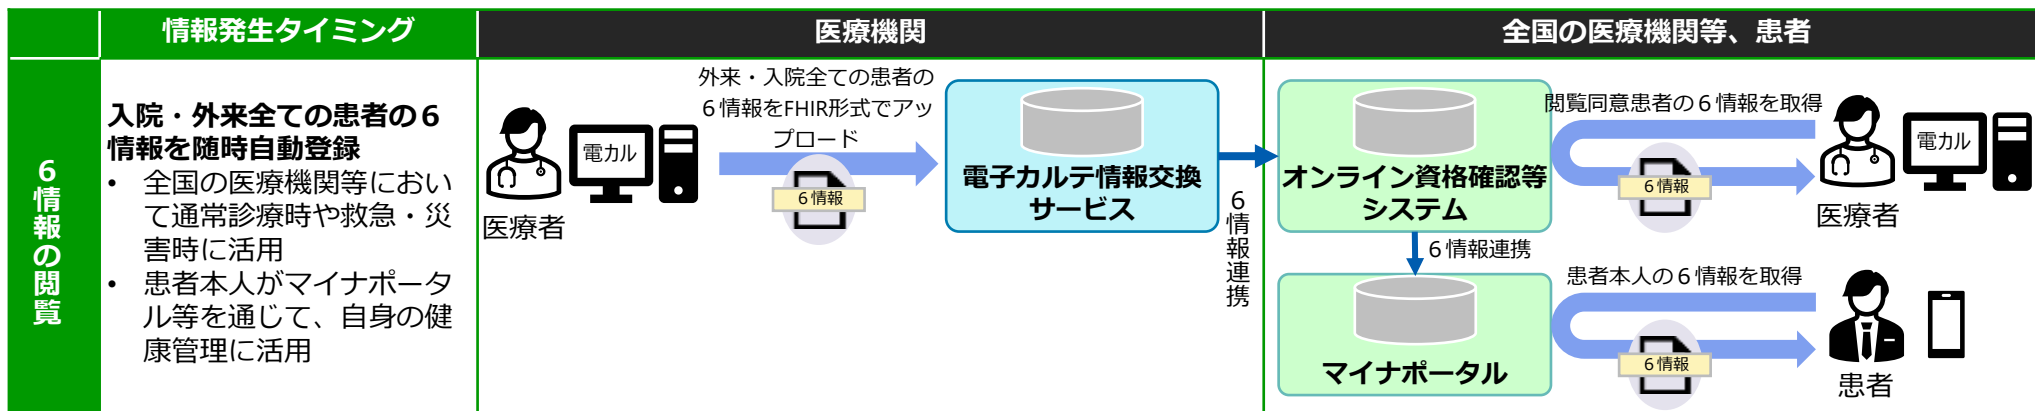 情報発生タイミング
医療機関
全国の医療機関等、患者
6情報の閲覧
入院・外来全ての患者の6
情報を随時自動登録
• 全国の医療機関等におい
て通常診療時や救急・災
害時に活用
• 患者本人がマイナポータ
ル等を通じて、自身の健
康管理に活用
電カル
医療者
外来・入院全ての患者の
6情報をFHIR形式でアッ
プロード
6情報
電子カルテ情報交換
サービス
6情報連携
オンライン資格確認等
システム
6情報連携
マイナポータル
閲覧同意患者の6情報を取得
6情報
電カル
医療者
患者本人の6情報を取得
6情報
患者